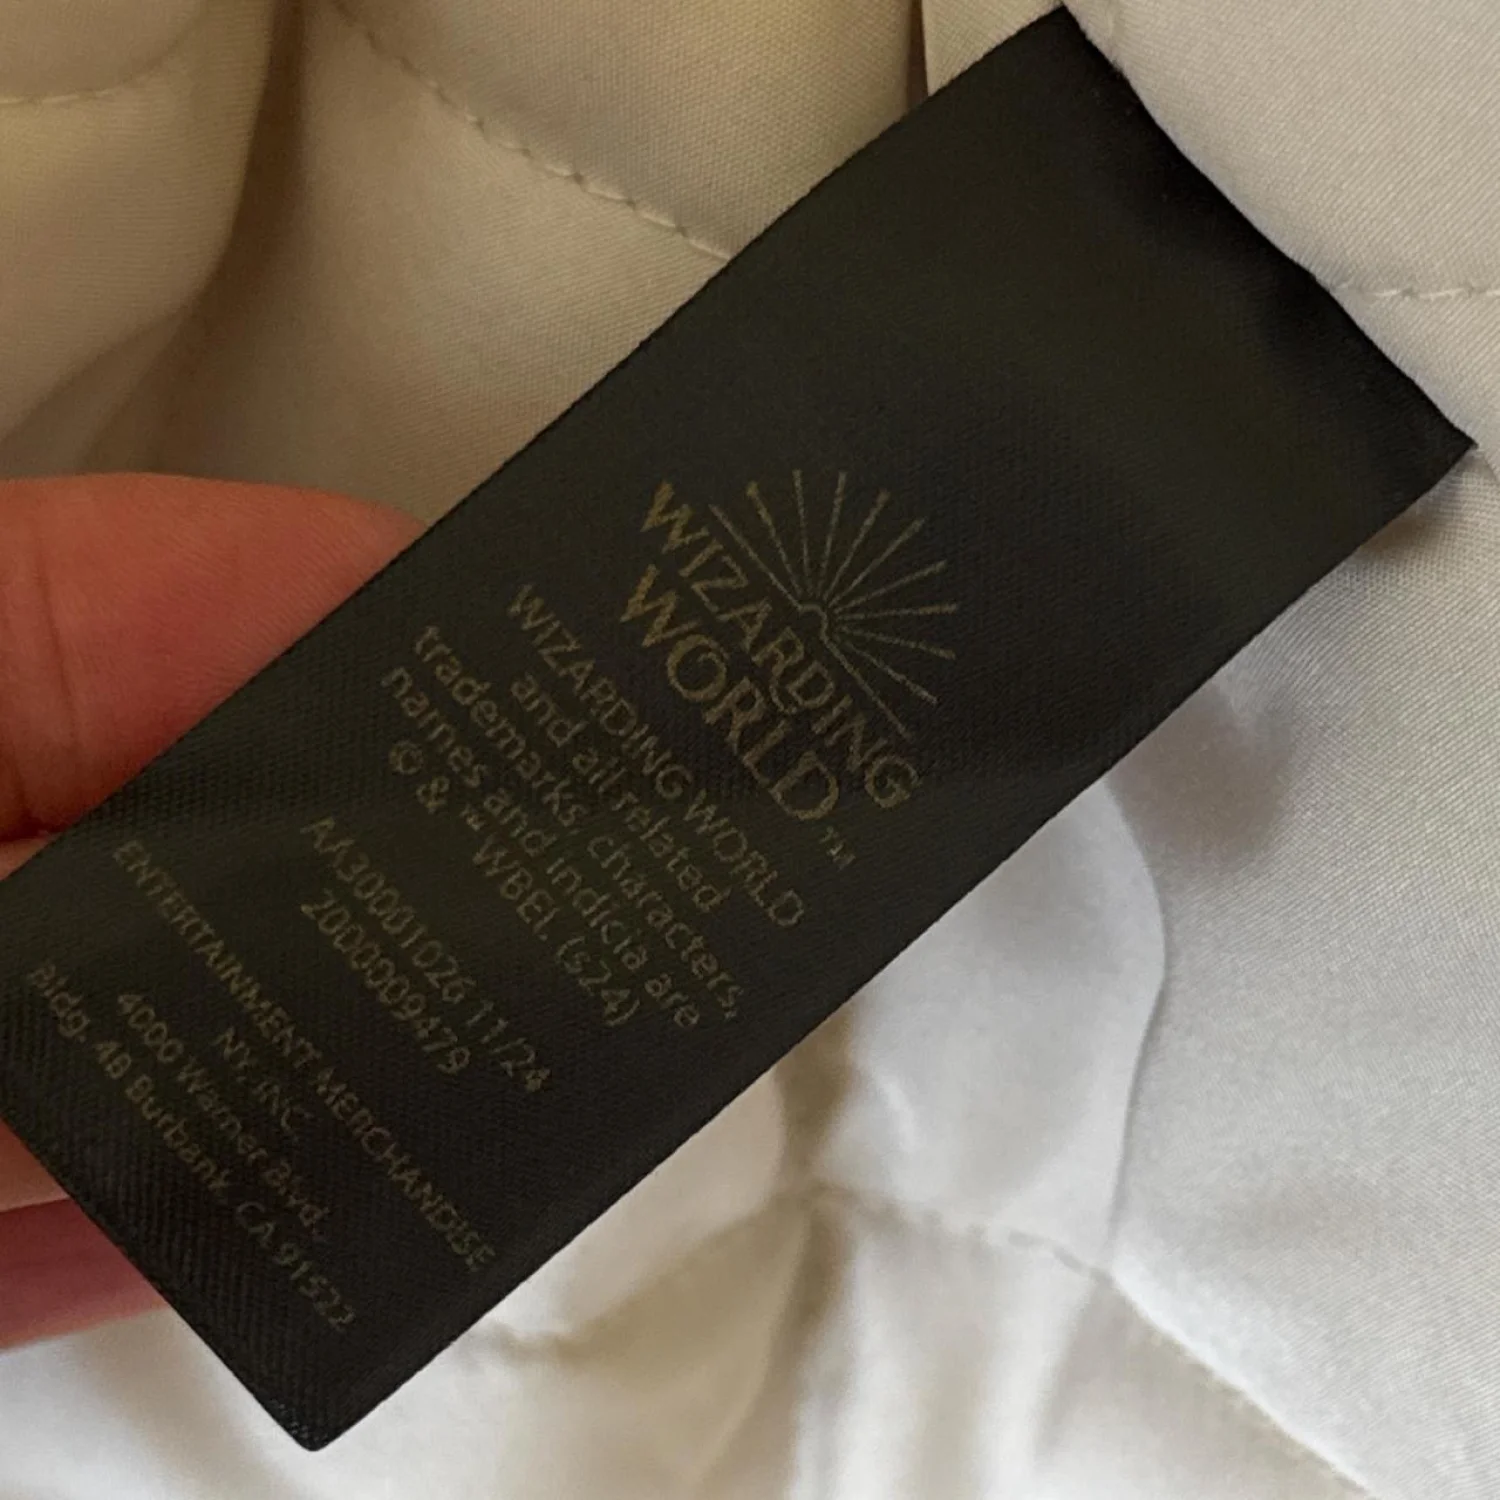 WIZARDING
WORLD™
WIZARDING WORLD
and all related
trademarks, characters,
names and indicia are
© & ™ WBEI. (s24)
AA30001026 11/24
2000009479
ENTERTAINMENT MERCHANDISE
NY, INC.
4000 Warner Blvd.
Bldg. 4B Burbank, CA 91522